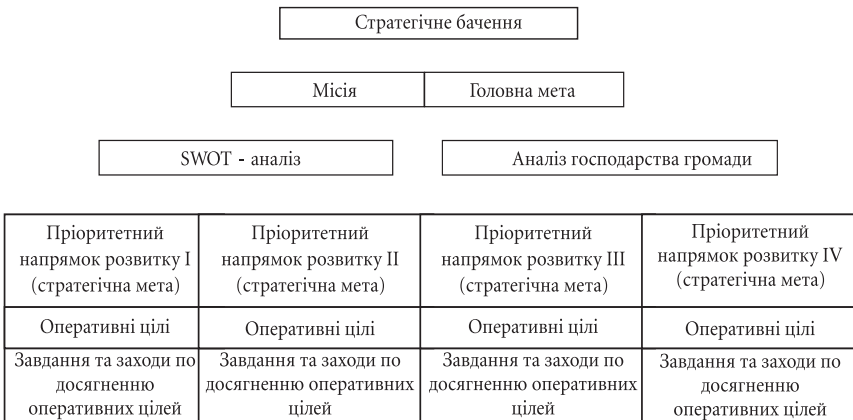 Стратегічне бачення
Місія
Головна мета
SWOT - аналіз
Аналіз господарства громади
Пріоритетний
напрямок розвитку I
(стратегічна мета)
Пріоритетний
напрямок розвитку II
(стратегічна мета)
Пріоритетний
напрямок розвитку III
(стратегічна мета)
Пріоритетний
напрямок розвитку IV
(стратегічна мета)
Оперативні цілі
Оперативні цілі
Оперативні цілі
Оперативні цілі
Завдання та заходи по
досягненню
оперативних цілей
Завдання та заходи по
досягненню оперативних
цілей
Завдання та заходи по
досягненню оперативних
цілей
Завдання та заходи по
досягненню
оперативних цілей